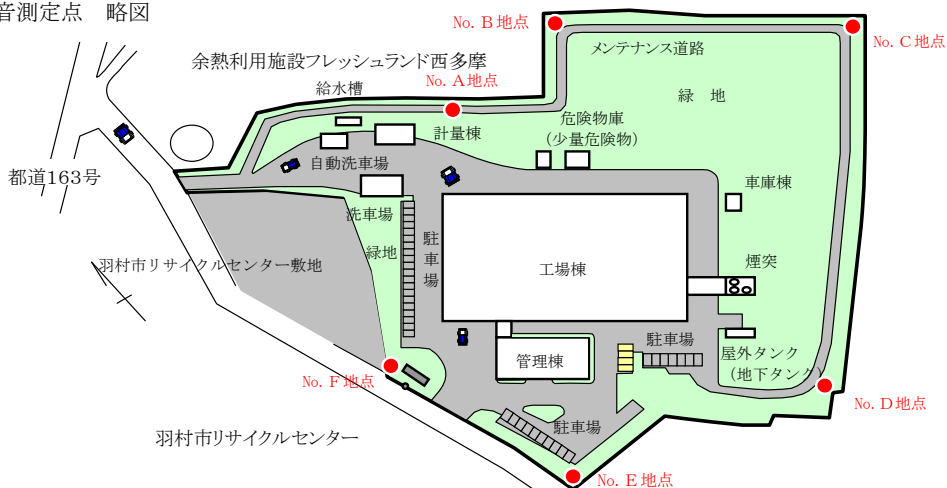 音測定点　略図
No. B 地点
No. C 地点
メンテナンス道路
余熱利用施設フレッシュランド西多摩
No. A 地点
給水槽
緑　地
危険物庫
（少量危険物）
計量棟
自動洗車場
都道163号
車庫棟
洗車場
駐車場
緑地
羽村市リサイクルセンター敷地
工場棟
煙突
駐車場
屋外タンク
（地下タンク）
管理棟
No. F 地点
No. D 地点
駐車場
羽村市リサイクルセンター
No. E 地点